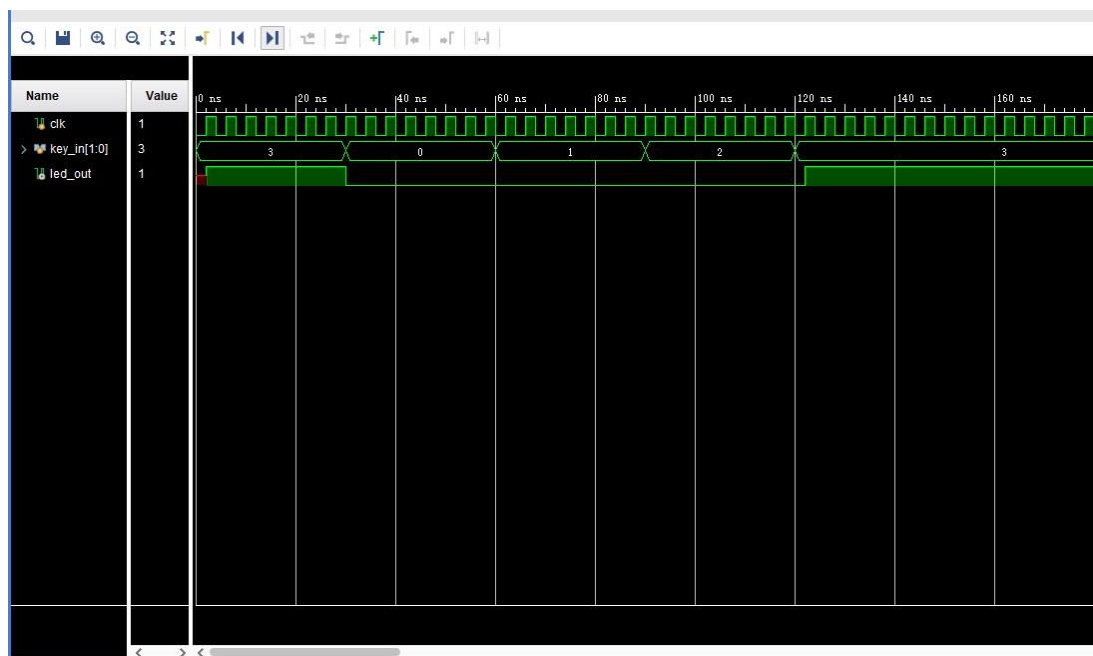 Name Value
0 ns 20 ns 40 ns 60 ns 80 ns 100 ns 120 ns 140 ns 160 ns
clk 1
key_in[1:0] 3 3 0 1 2 3
led_out 1